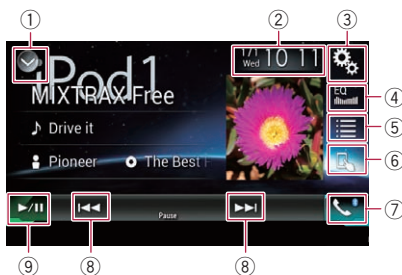 ①
②
③
iPod1
1/1
Wed 10 11
MIXTRAX Free
EQ
④
♪ Drive it
⑤
Pioneer The Best
⑥
Pause
⑦
⑨
⑧
⑧